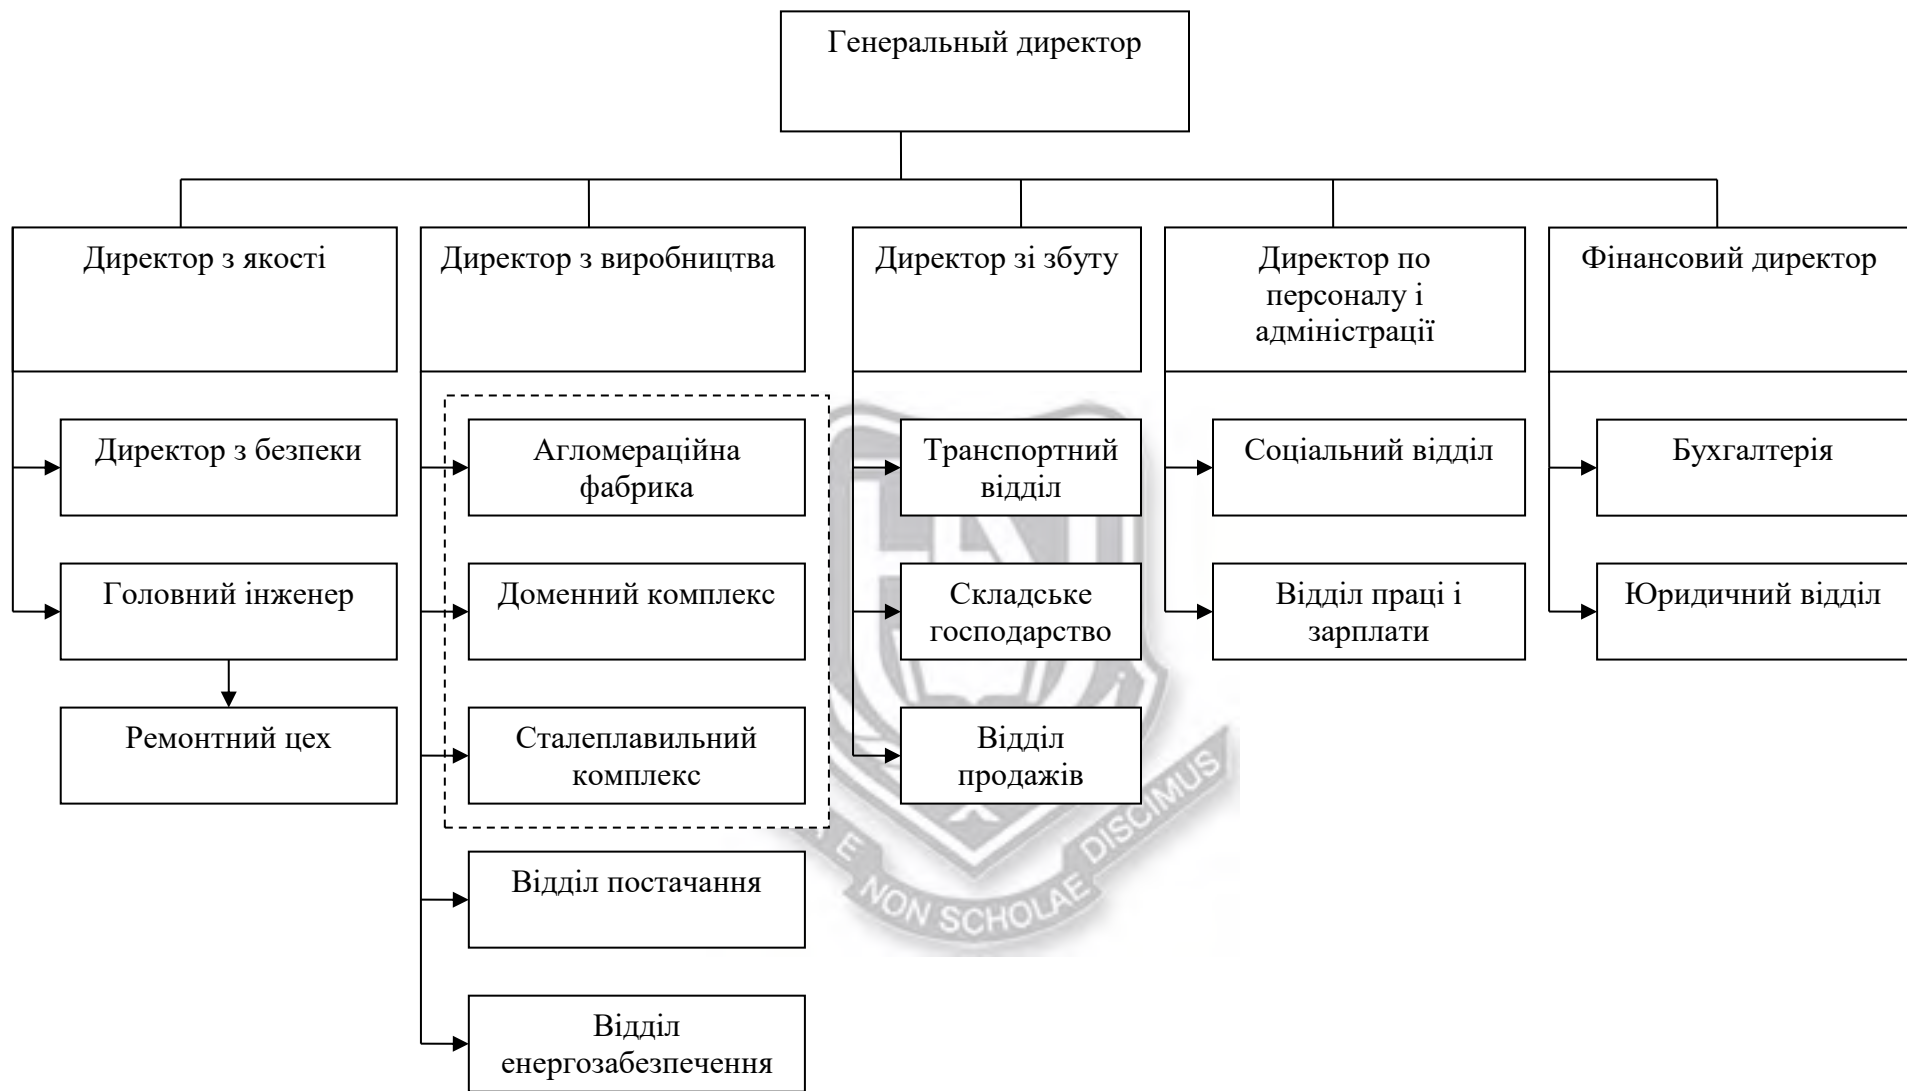 Генеральный директор
Директор з якості
Директор з виробництва
Директор зі збуту
Директор по
персоналу і
адміністрації
Фінансовий директор
Директор з безпеки
Агломераційна
фабрика
Транспортний
відділ
Соціальний відділ
Бухгалтерія
Головний інженер
Доменний комплекс
Складське
господарство
Відділ праці і
зарплати
Юридичний відділ
Ремонтний цех
Сталеплавильний
комплекс
Відділ
продажів
Відділ постачання
Відділ
енергозабезпечення
E NON SCHOLAE DISCIMUS